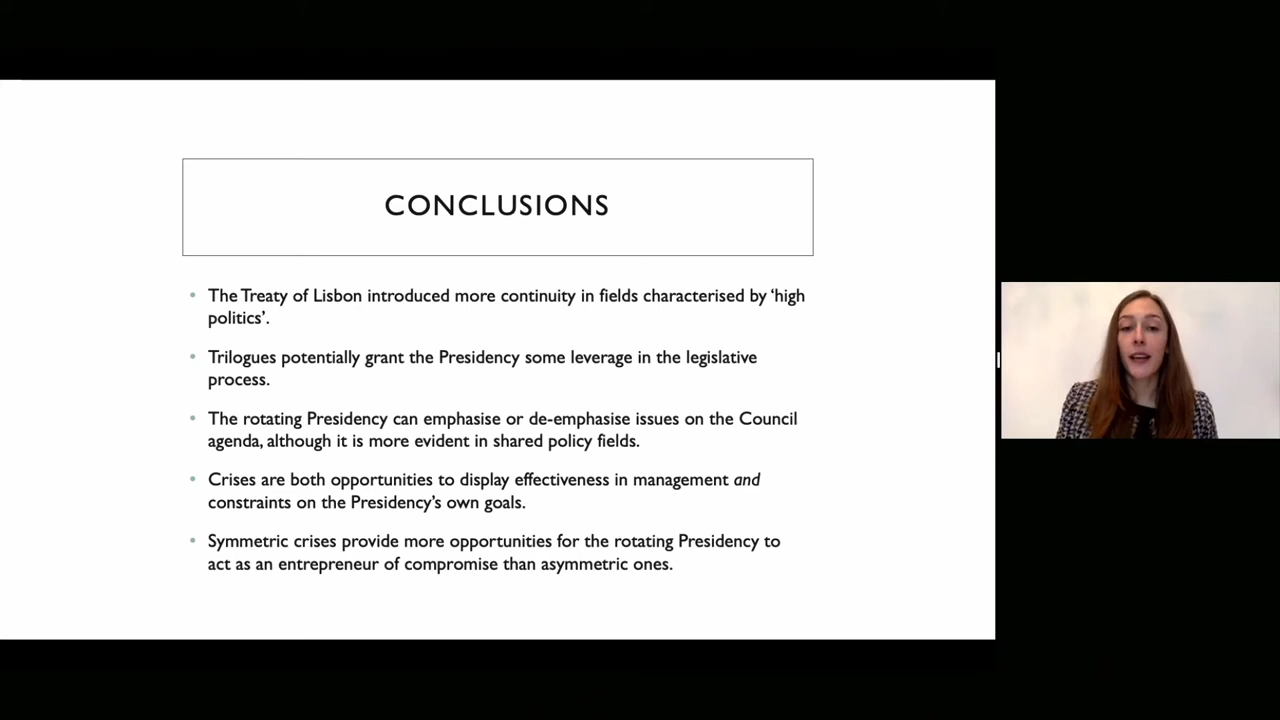 CONCLUSIONS
• The Treaty of Lisbon introduced more continuity in fields characterised by ‘high
politics’.
• Trilogues potentially grant the Presidency some leverage in the legislative
process.
• The rotating Presidency can emphasise or de-emphasise issues on the Council
agenda, although it is more evident in shared policy fields.
• Crises are both opportunities to display effectiveness in management and
constraints on the Presidency’s own goals.
• Symmetric crises provide more opportunities for the rotating Presidency to
act as an entrepreneur of compromise than asymmetric ones.